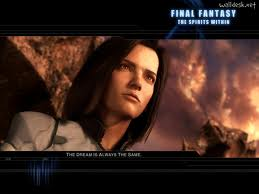 walldesk.net
FINAL FANTASY
THE SPIRITS WITHIN
THE DREAM IS ALWAYS THE SAME.